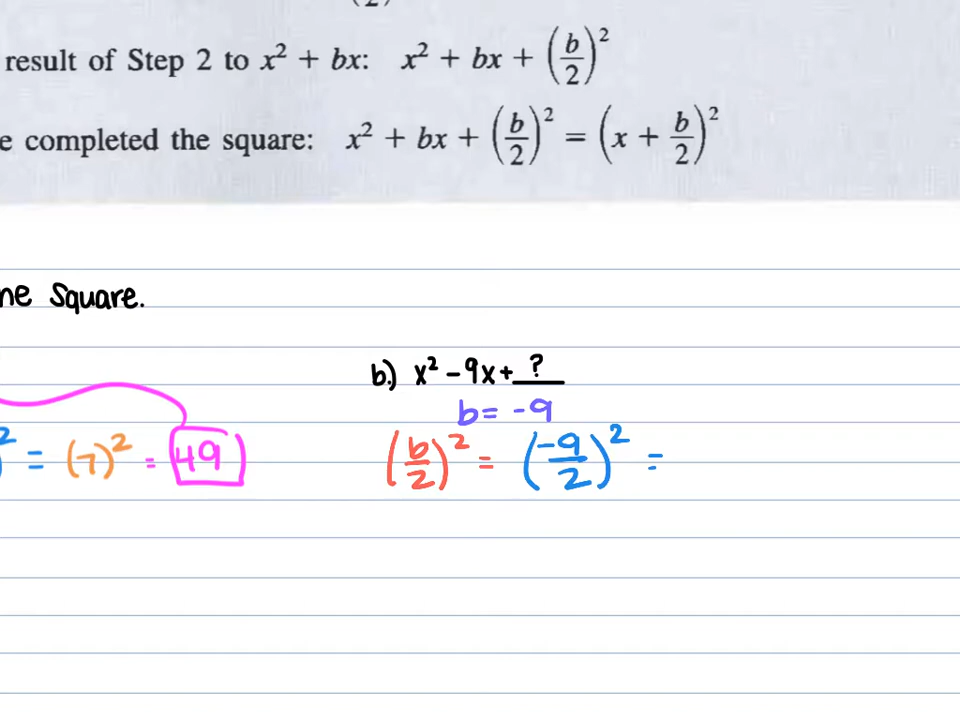 result of Step 2 to x² + bx: x² + bx + (b/2)²
e completed the square: x² + bx + (b/2)² = (x + b/2)²
ne Square.
b.) x² - 9x + ?
b = -9
² = (7)² = 49
(b/2)² = (-9/2)² =